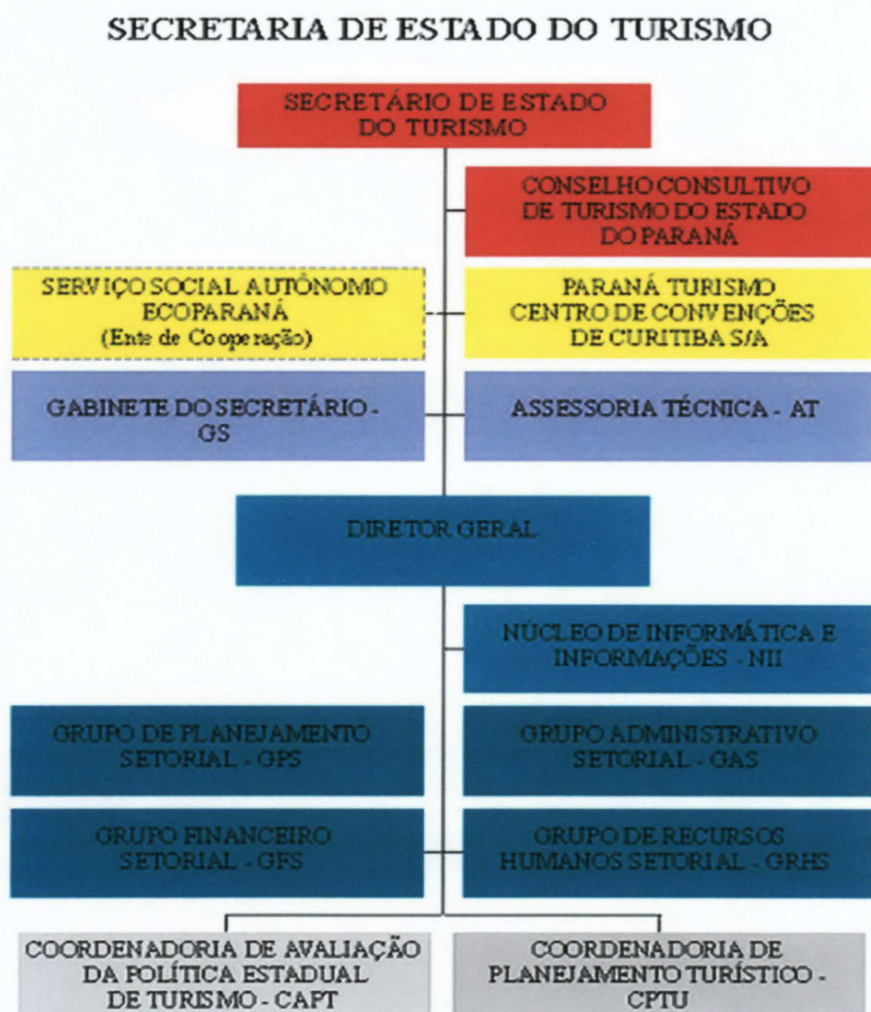 SECRETARIA DE ESTADO DO TURISMO
SECRETÁRIO DE ESTADO
DO TURISMO
CONSELHO CONSULTIVO
DE TURISMO DO ESTADO
DO PARANÁ
SERVIÇO SOCIAL AUTÔNOMO
ECOPARANÁ
(Ente de Cooperação)
PARANÁ TURISMO
CENTRO DE CONVENÇÕES
DE CURITIBA S/A
GABINETE DO SECRETÁRIO -
GS
ASSESSORIA TÉCNICA - AT
DIRETOR GERAL
NÚCLEO DE INFORMÁTICA E
INFORMAÇÕES - NII
GRUPO DE PLANEJAMENTO
SETORIAL - GPS
GRUPO ADMINISTRATIVO
SETORIAL - GAS
GRUPO FINANCEIRO
SETORIAL - GFS
GRUPO DE RECURSOS
HUMANOS SETORIAL - GRHS
COORDENADORIA DE AVALIAÇÃO
DA POLÍTICA ESTADUAL
DE TURISMO - CAPT
COORDENADORIA DE
PLANEJAMENTO TURÍSTICO -
CPTU